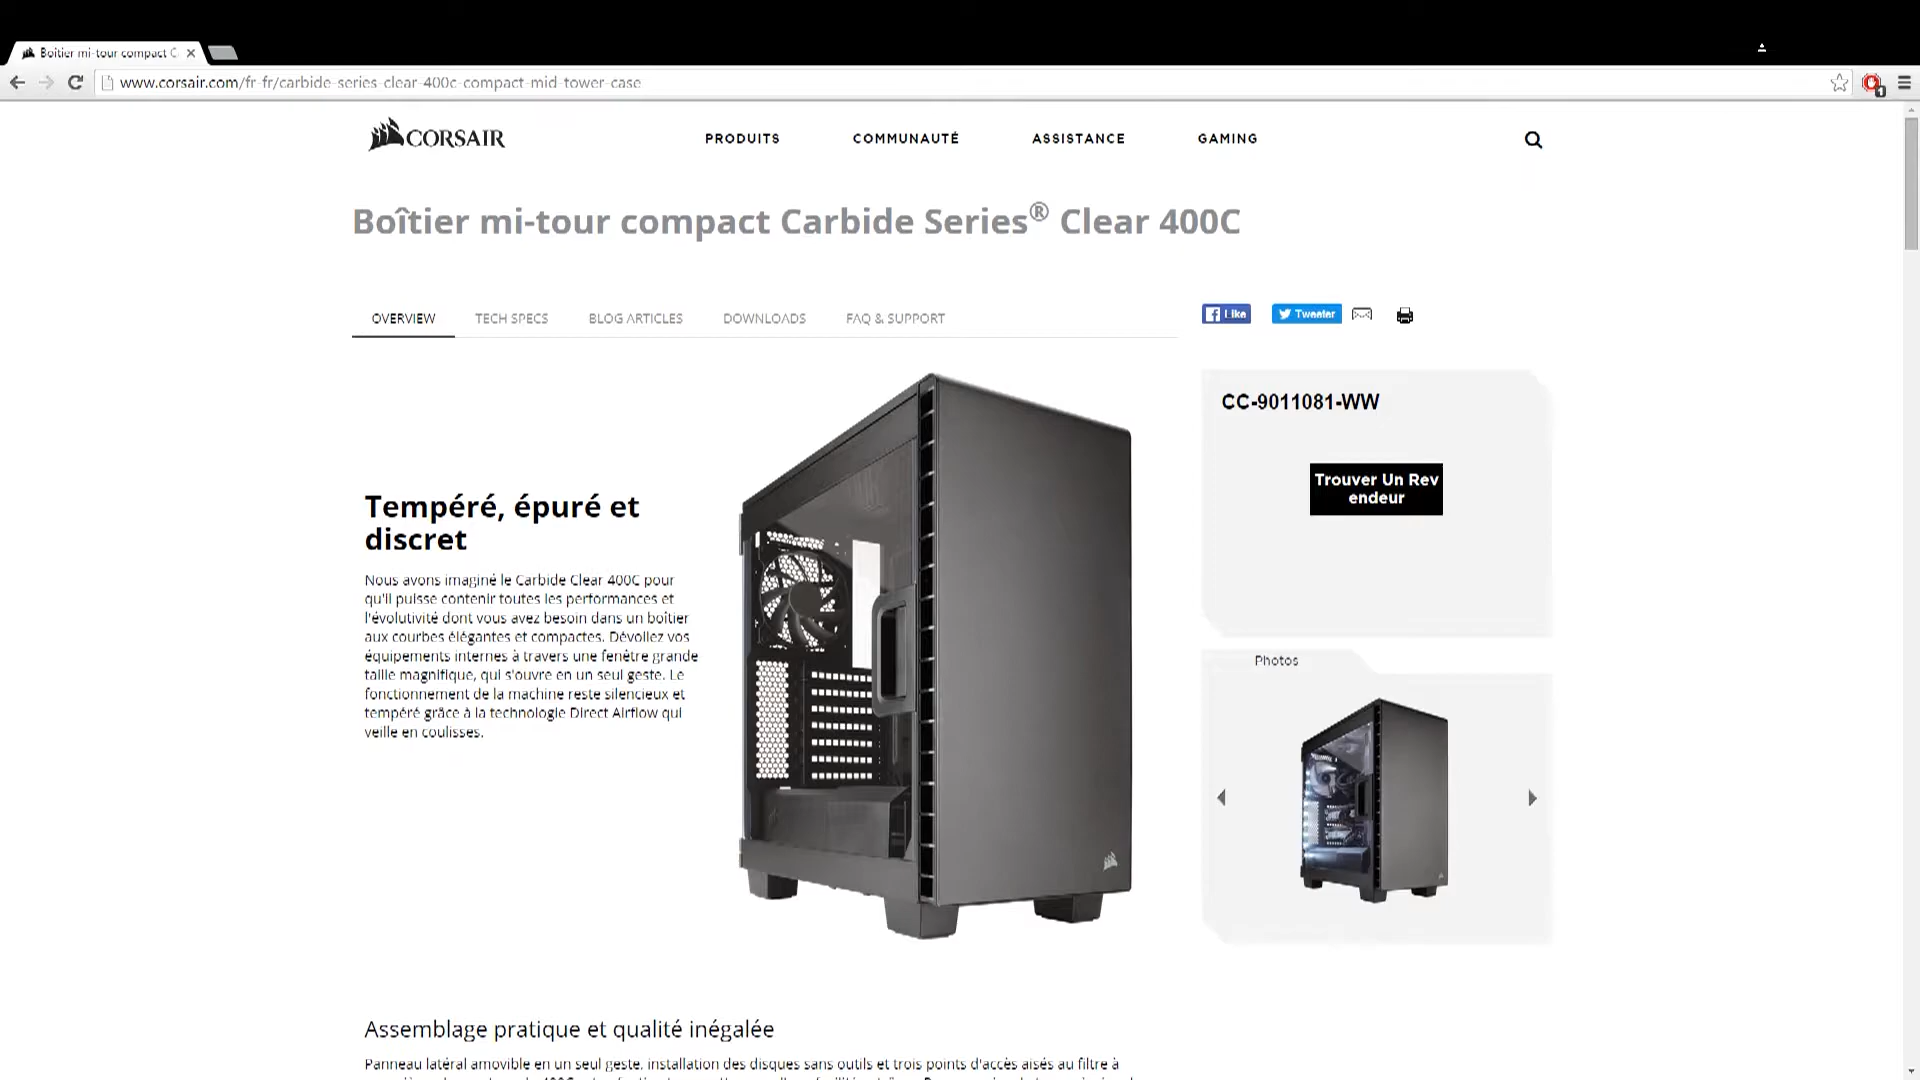 Boitier mi-tour compact C
www.corsair.com/fr-fr/carbide-series-clear-400c-compact-mid-tower-case
1
CORSAIR
PRODUITS
COMMUNAUTÉ
ASSISTANCE
GAMING
Boîtier mi-tour compact Carbide Series® Clear 400C
OVERVIEW
TECH SPECS
BLOG ARTICLES
DOWNLOADS
FAQ & SUPPORT
Like
Tweeter
CC-9011081-WW
Trouver Un Rev
endeur
Tempéré, épuré et
discret
Nous avons imaginé le Carbide Clear 400C pour
qu'il puisse contenir toutes les performances et
l'évolutivité dont vous avez besoin dans un boîtier
aux courbes élégantes et compactes. Dévoilez vos
équipements internes à travers une fenêtre grande
taille magnifique, qui s'ouvre en un seul geste. Le
fonctionnement de la machine reste silencieux et
tempéré grâce à la technologie Direct Airflow qui
veille en coulisses.
Photos
Assemblage pratique et qualité inégalée
Panneau latéral amovible en un seul geste, installation des disques sans outils et trois points d'accès aisés au filtre à